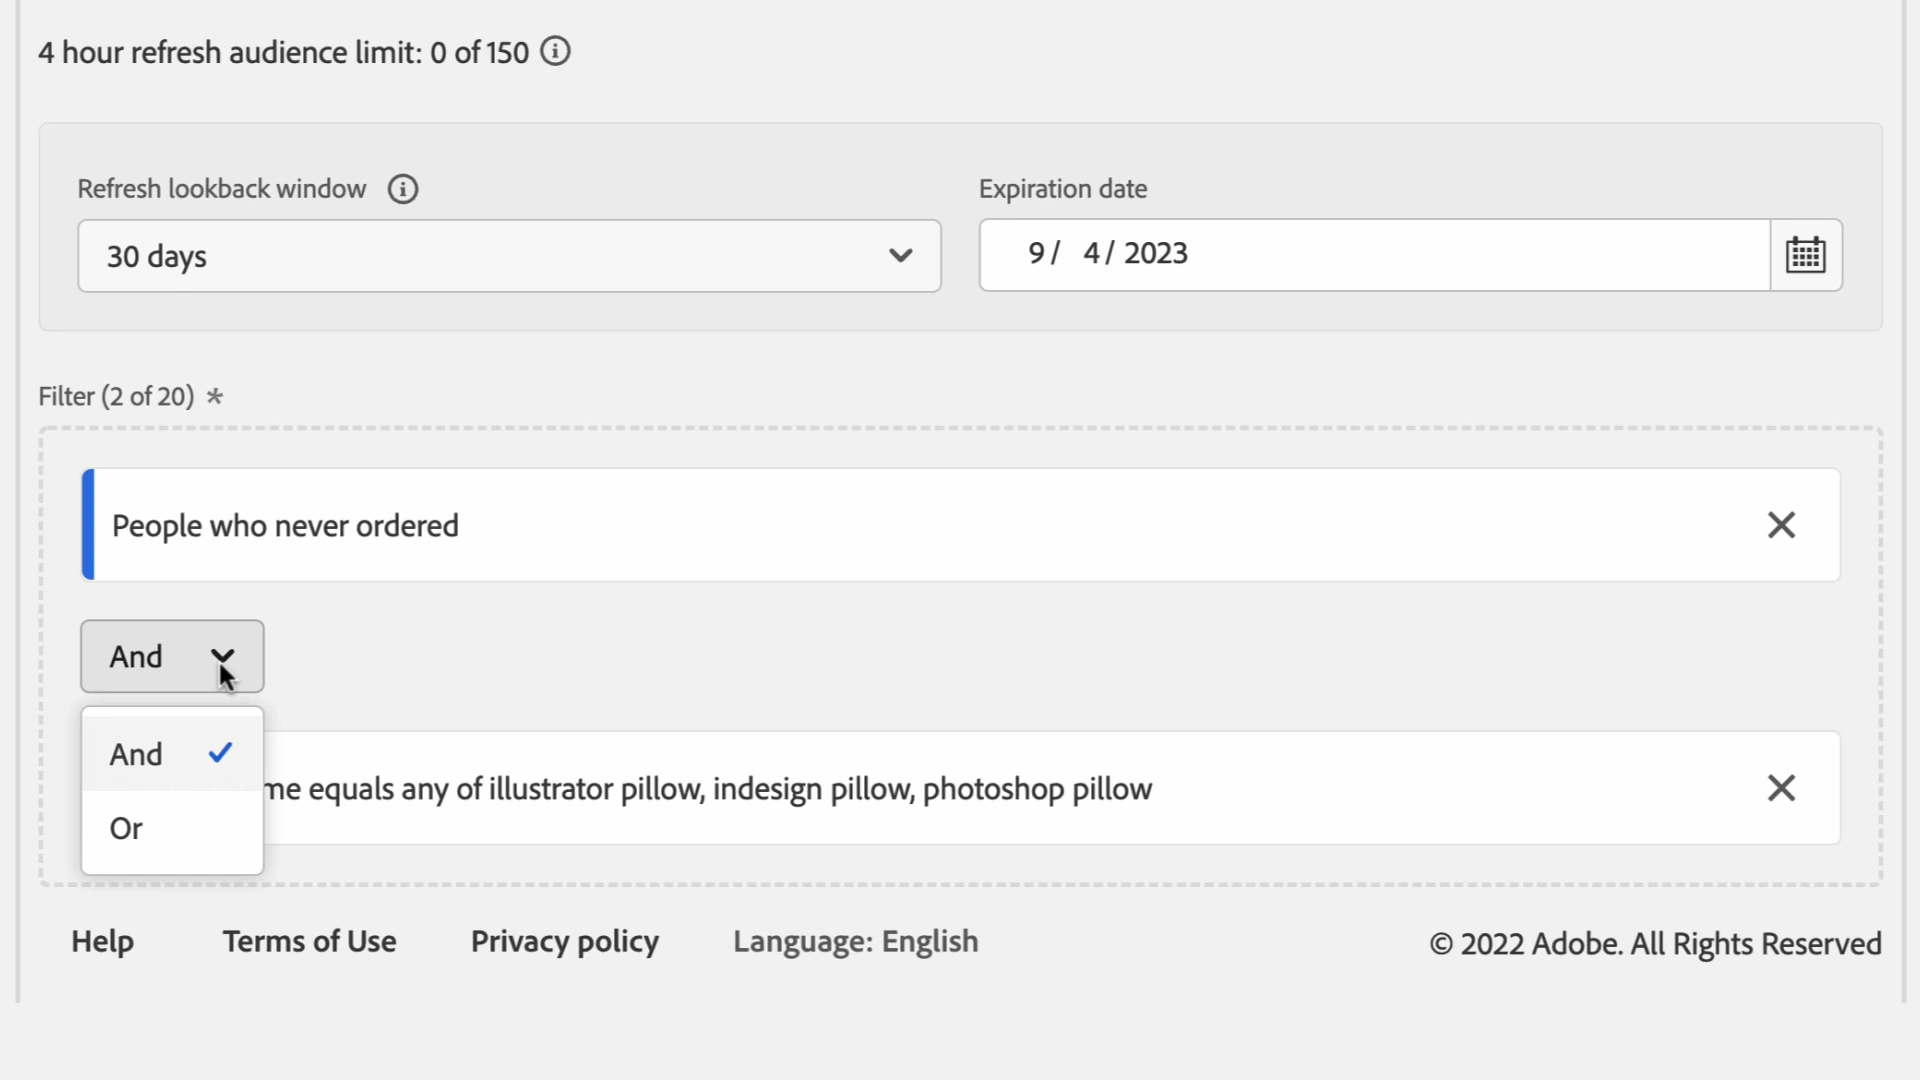 4 hour refresh audience limit: 0 of 150
Refresh lookback window
Expiration date
30 days
9/ 4/ 2023
Filter (2 of 20) *
People who never ordered
And
And
Or
equals any of illustrator pillow, indesign pillow, photoshop pillow
Help
Terms of Use
Privacy policy
Language: English
© 2022 Adobe. All Rights Reserved